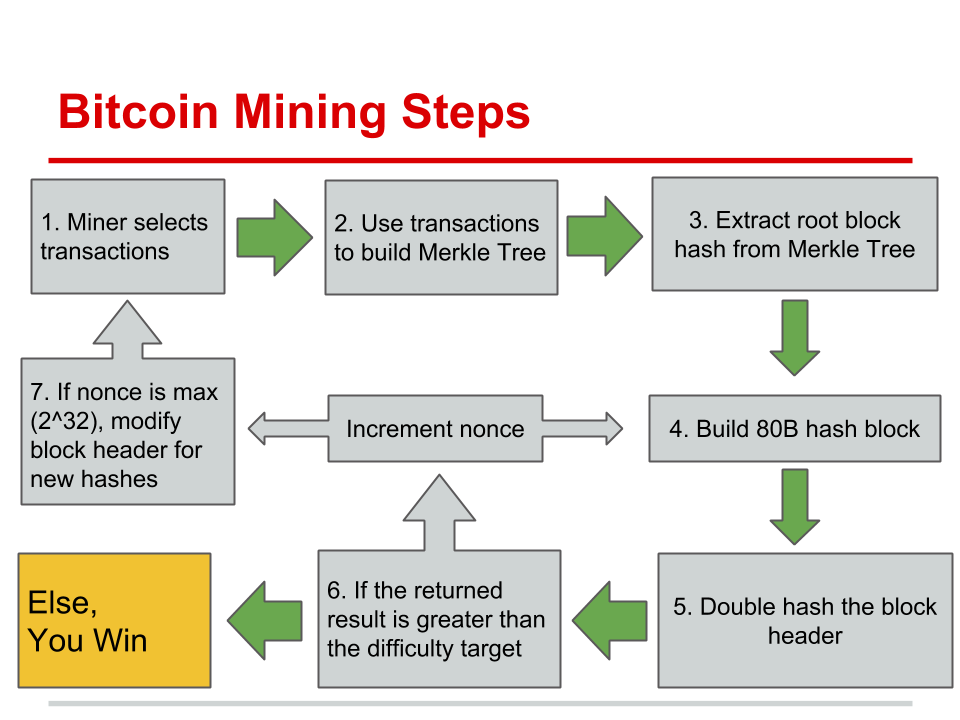 Bitcoin Mining Steps
1. Miner selects
transactions
2. Use transactions
to build Merkle Tree
3. Extract root block
hash from Merkle Tree
7. If nonce is max
(2^32), modify
block header for
new hashes
Increment nonce
4. Build 80B hash block
Else,
You Win
6. If the returned
result is greater than
the difficulty target
5. Double hash the block
header